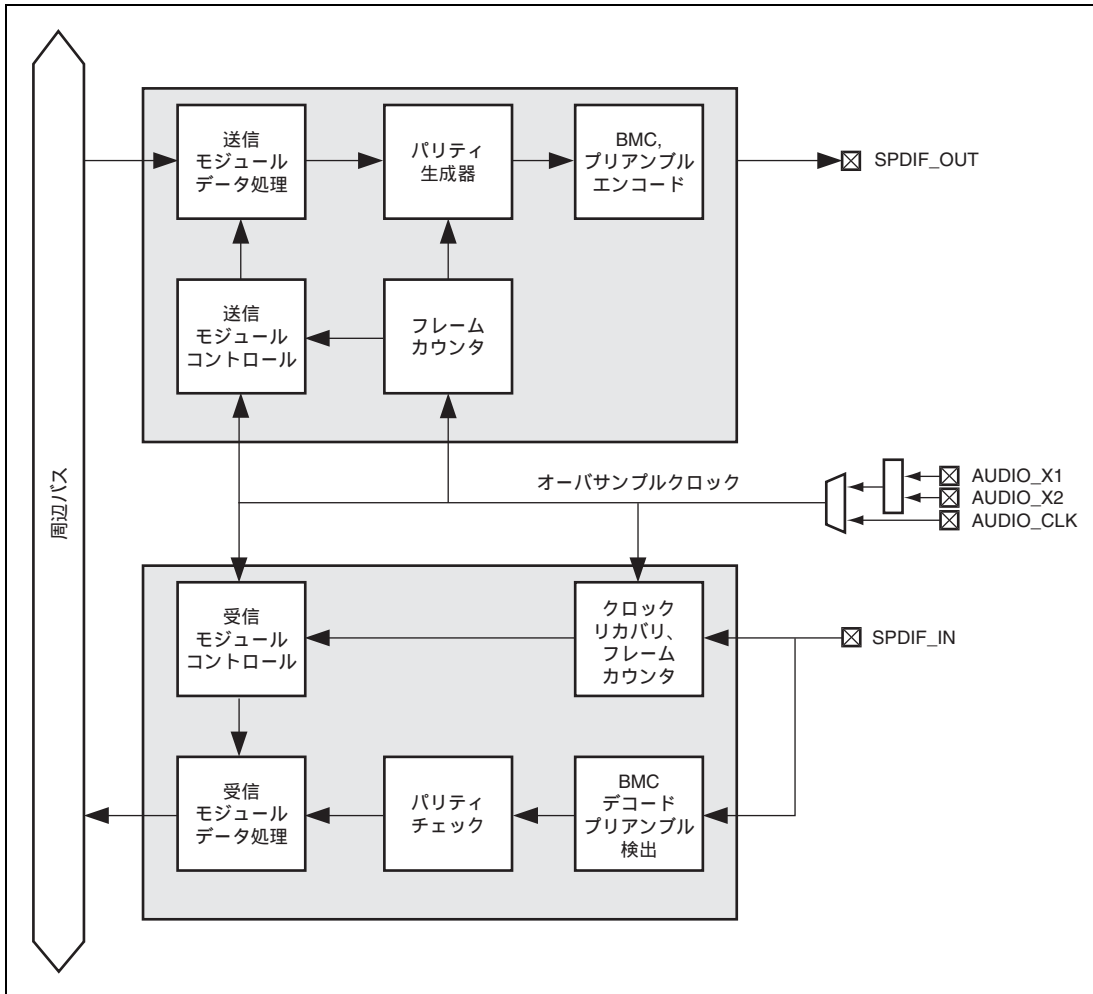 送信
モジュール
データ処理
パリティ
生成器
BMC,
プリアンブル
エンコード
SPDIF_OUT
送信
モジュール
コントロール
フレーム
カウンタ
周辺バス
オーバサンプルクロック
AUDIO_X1
AUDIO_X2
AUDIO_CLK
受信
モジュール
コントロール
クロック
リカバリ、
フレーム
カウンタ
SPDIF_IN
受信
モジュール
データ処理
パリティ
チェック
BMC
デコード
プリアンブル
検出